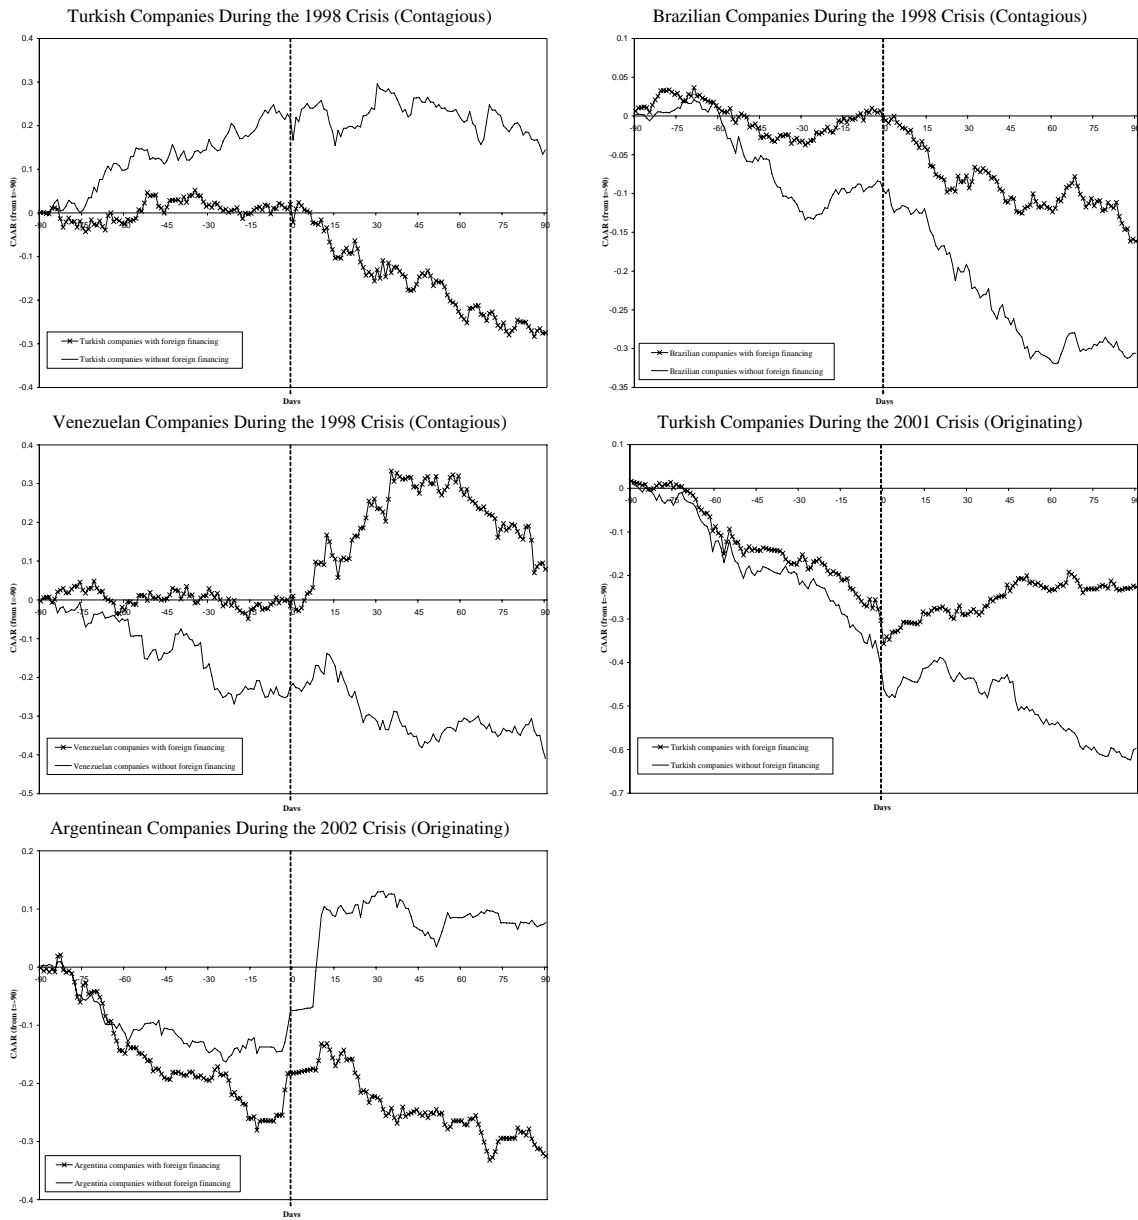 Turkish Companies During the 1998 Crisis (Contagious)
0.4
0.3
0.2
0.1
0
-90 -75 -60 -45 -30 -15 0 15 30 45 60 75 90
-0.1
-0.2
-0.3
-0.4
CAAR (from t=-90)
Turkish companies with foreign financing
Turkish companies without foreign financing
Days
Brazilian Companies During the 1998 Crisis (Contagious)
0.1
0.05
0
-90 -75 -60 -45 -30 -15 0 15 30 45 60 75 90
-0.05
-0.1
-0.15
-0.2
-0.25
-0.3
-0.35
CAAR (from t=-90)
Brazilian companies with foreign financing
Brazilian companies without foreign financing
Days
Venezuelan Companies During the 1998 Crisis (Contagious)
0.4
0.3
0.2
0.1
0
-90 -75 -60 -45 -30 -15 0 15 30 45 60 75 90
-0.1
-0.2
-0.3
-0.4
-0.5
CAAR (from t=-90)
Venezuelan companies with foreign financing
Venezuelan companies without foreign financing
Days
Turkish Companies During the 2001 Crisis (Originating)
0.1
0
-90 -75 -60 -45 -30 -15 0 15 30 45 60 75 90
-0.1
-0.2
-0.3
-0.4
-0.5
-0.6
-0.7
CAAR (from t=-90)
Turkish companies with foreign financing
Turkish companies without foreign financing
Days
Argentinean Companies During the 2002 Crisis (Originating)
0.2
0.1
0
-90 -75 -60 -45 -30 -15 0 15 30 45 60 75 90
-0.1
-0.2
-0.3
-0.4
CAAR (from t=-90)
Argentina companies with foreign financing
Argentina companies without foreign financing
Days